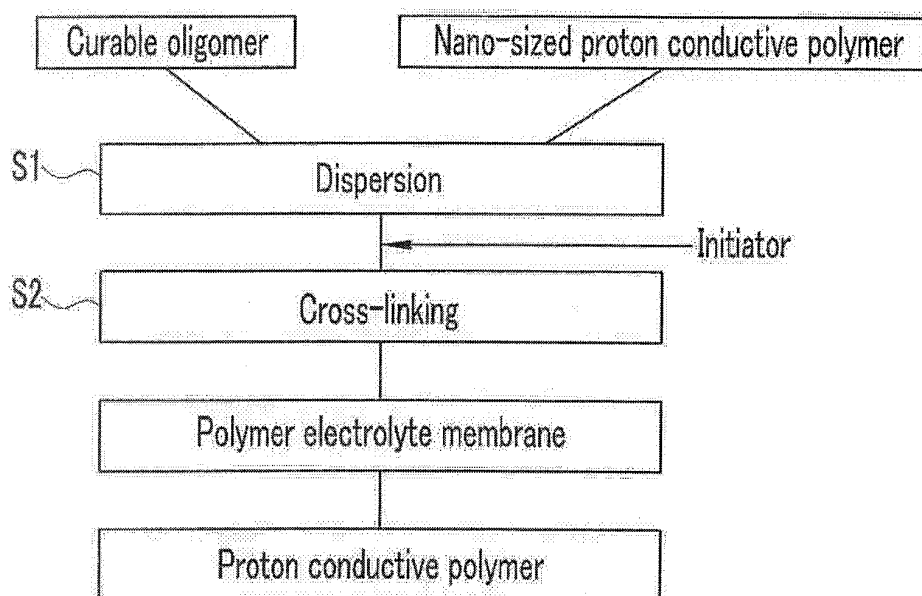 Curable oligomer
Nano-sized proton conductive polymer
S1
Dispersion
Initiator
S2
Cross-linking
Polymer electrolyte membrane
Proton conductive polymer